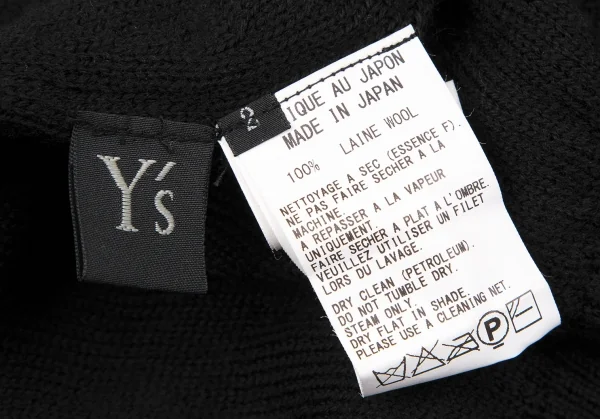 Y's
2
IQUE AU JAPON
MADE IN JAPAN
100% LAINE WOOL
NETTOYAGE A SEC (ESSENCE F).
NE PAS FAIRE SECHER A LA
MACHINE.
A REPASSER A LA VAPEUR
UNIQUEMENT.
FAIRE SECHER A PLAT A L'OMBRE.
VEUILLEZ UTILISER UN FILET
LORS DU LAVAGE.
DRY CLEAN (PETROLEUM).
DO NOT TUMBLE DRY.
STEAM ONLY.
DRY FLAT IN SHADE.
PLEASE USE A CLEANING NET.
P